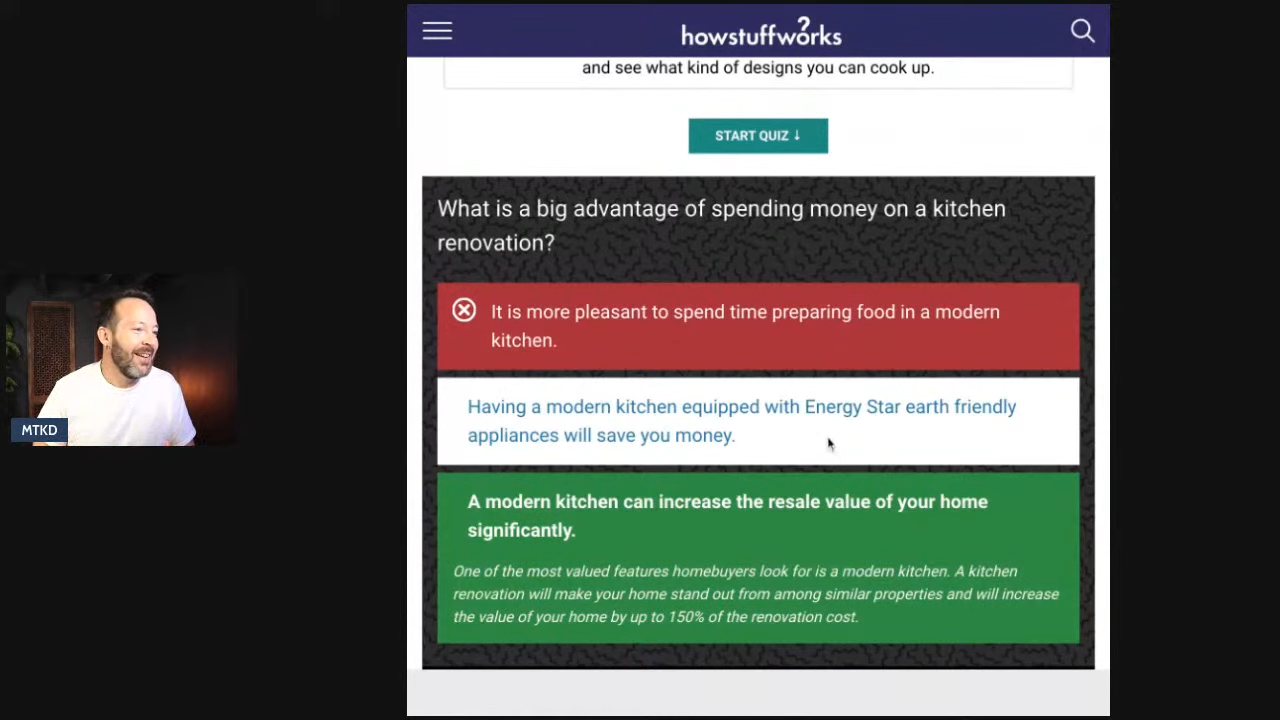 howstuffworks
and see what kind of designs you can cook up.
START QUIZ ↓
What is a big advantage of spending money on a kitchen
renovation?
It is more pleasant to spend time preparing food in a modern
kitchen.
Having a modern kitchen equipped with Energy Star earth friendly
appliances will save you money.
MTKD
A modern kitchen can increase the resale value of your home
significantly.
One of the most valued features homebuyers look for is a modern kitchen. A kitchen
renovation will make your home stand out from among similar properties and will increase
the value of your home by up to 150% of the renovation cost.